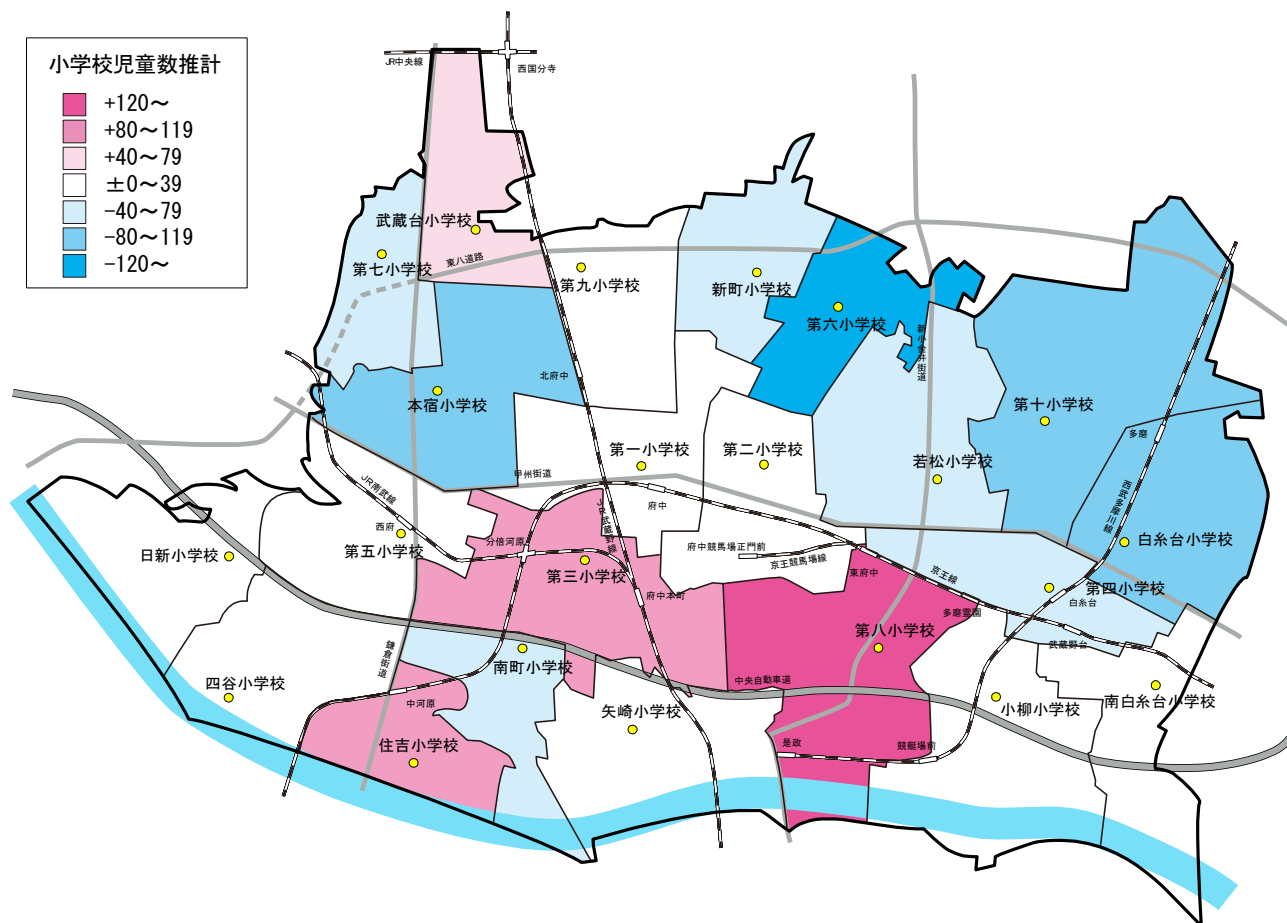 小学校児童数推計
+120～
+80～119
+40～79
±0～39
-40～79
-80～119
-120～
JR中央線
西国分寺
武蔵台小学校
第七小学校
東八道路
第九小学校
新町小学校
第六小学校
新小金井街道
北府中
本宿小学校
第十小学校
多磨
第一小学校
第二小学校
若松小学校
甲州街道
西武多摩川線
JR南武線
府中
JR武蔵野線
西府
分倍河原
日新小学校
第五小学校
第三小学校
府中競馬場正門前
京王競馬場線
東府中
京王線
白糸台小学校
第四小学校
白糸台
府中本町
多磨霊園
第八小学校
武蔵野台
鎌倉街道
南町小学校
中央自動車道
四谷小学校
中河原
矢崎小学校
小柳小学校
南白糸台小学校
住吉小学校
是政
競艇場前